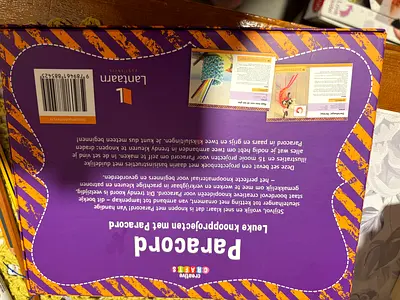 creative
CRAFTS
Paracord
Leuke knoopprojecten met Paracord
Stijlvol, vrolijk en snel klaar: dat is knopen met Paracord! Van handige
sleutelhanger tot ketting met ornament, van armband tot lampenkap – dit boekje
staat boordevol creatieve knoopideeën voor Paracord. Dit trendy koord is heerlijk
gemakkelijk om mee te werken en verkrijgbaar in prachtige kleuren en patronen
– het perfecte knoopmateriaal voor beginners en gevorderden.
Deze set bevat een projectenboek met daarin basisknopen met duidelijke
illustraties en 15 mooie projecten voor Paracord om zelf te maken. In de set vind je
alles wat je nodig hebt om twee armbanden in trendy kleuren te knopen: draden
Paracord in paars en grijs en twee kliksluitingen. Je kunt dus meteen beginnen!
Lantaarn
9789461885425